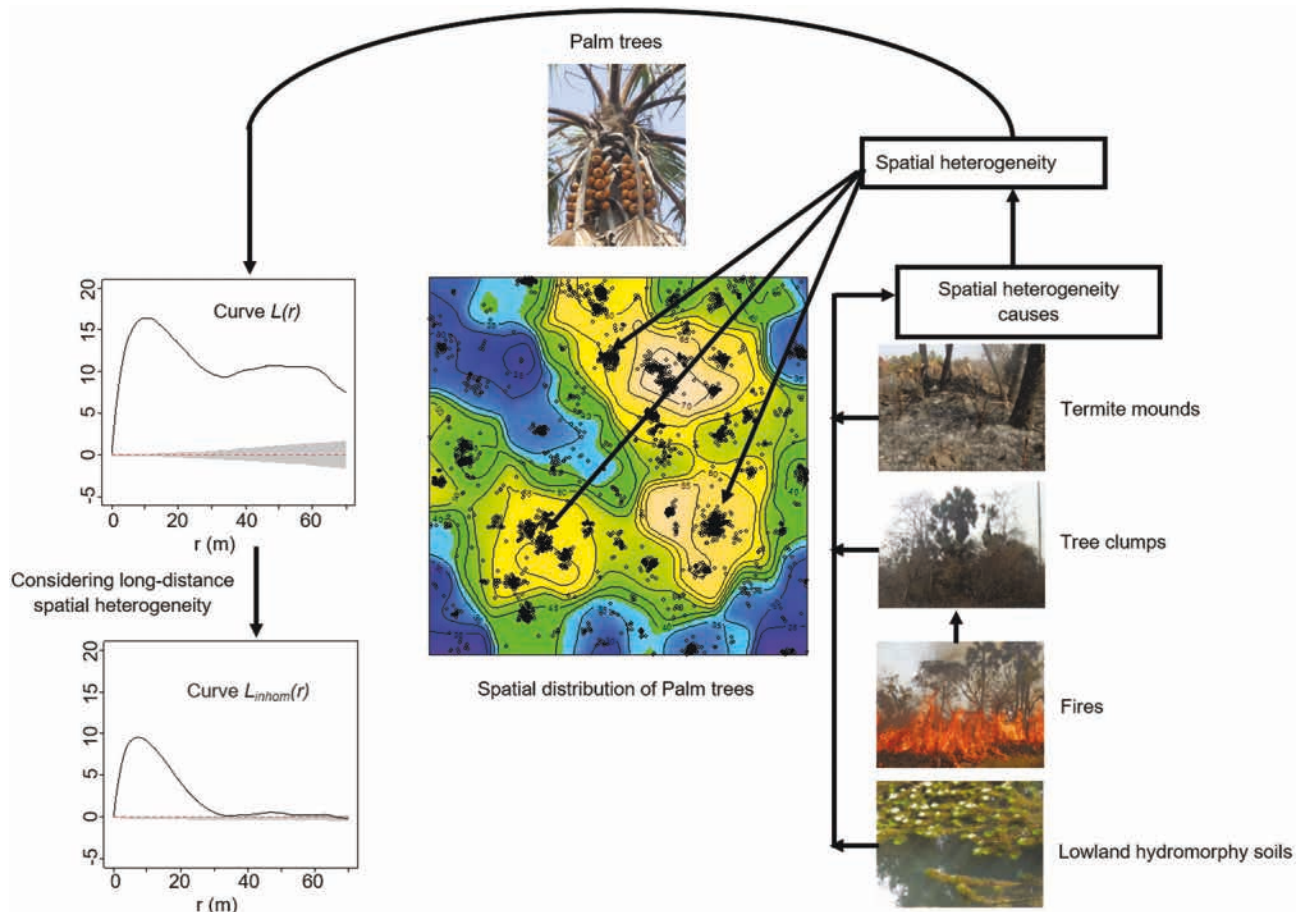 Palm trees
Spatial heterogeneity
Spatial heterogeneity
causes
Termite mounds
Tree clumps
Fires
Lowland hydromorphy soils
Curve L(r)
20
15
10
5
0
-5
0
20
40
60
r (m)
Considering long-distance
spatial heterogeneity
Curve Linhom(r)
20
15
10
5
0
-5
0
20
40
60
r (m)
70
Spatial distribution of Palm trees